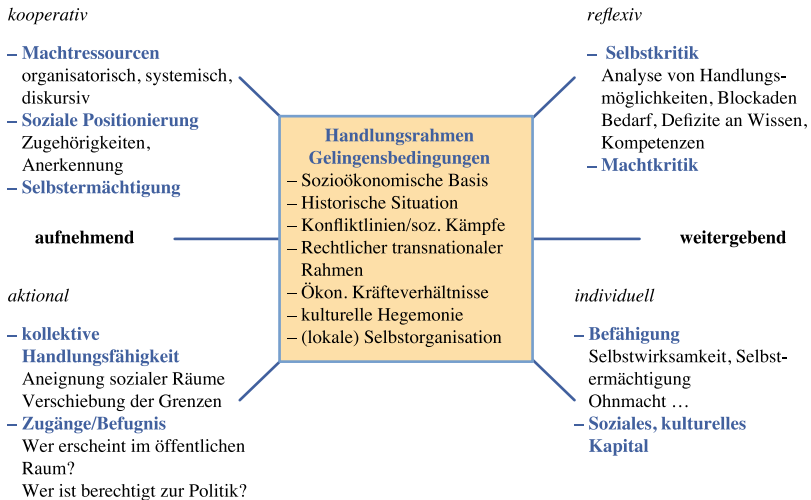 kooperativ
– Machtressourcen
organisatorisch, systemisch,
diskursiv
– Soziale Positionierung
Zugehörigkeiten,
Anerkennung
– Selbstermächtigung
reflexiv
– Selbstkritik
Analyse von Handlungs-
möglichkeiten, Blockaden
Bedarf, Defizite an Wissen,
Kompetenzen
– Machtkritik
Handlungsrahmen
Gelingensbedingungen
– Sozioökonomische Basis
– Historische Situation
– Konfliktlinien/soz. Kämpfe
– Rechtlicher transnationaler
Rahmen
– Ökon. Kräfteverhältnisse
– kulturelle Hegemonie
– (lokale) Selbstorganisation
aufnehmend
weitergebend
aktional
– kollektive
Handlungsfähigkeit
Aneignung sozialer Räume
Verschiebung der Grenzen
– Zugänge/Befugnis
Wer erscheint im öffentlichen
Raum?
Wer ist berechtigt zur Politik?
individuell
– Befähigung
Selbstwirksamkeit, Selbst-
ermächtigung
Ohnmacht …
– Soziales, kulturelles
Kapital